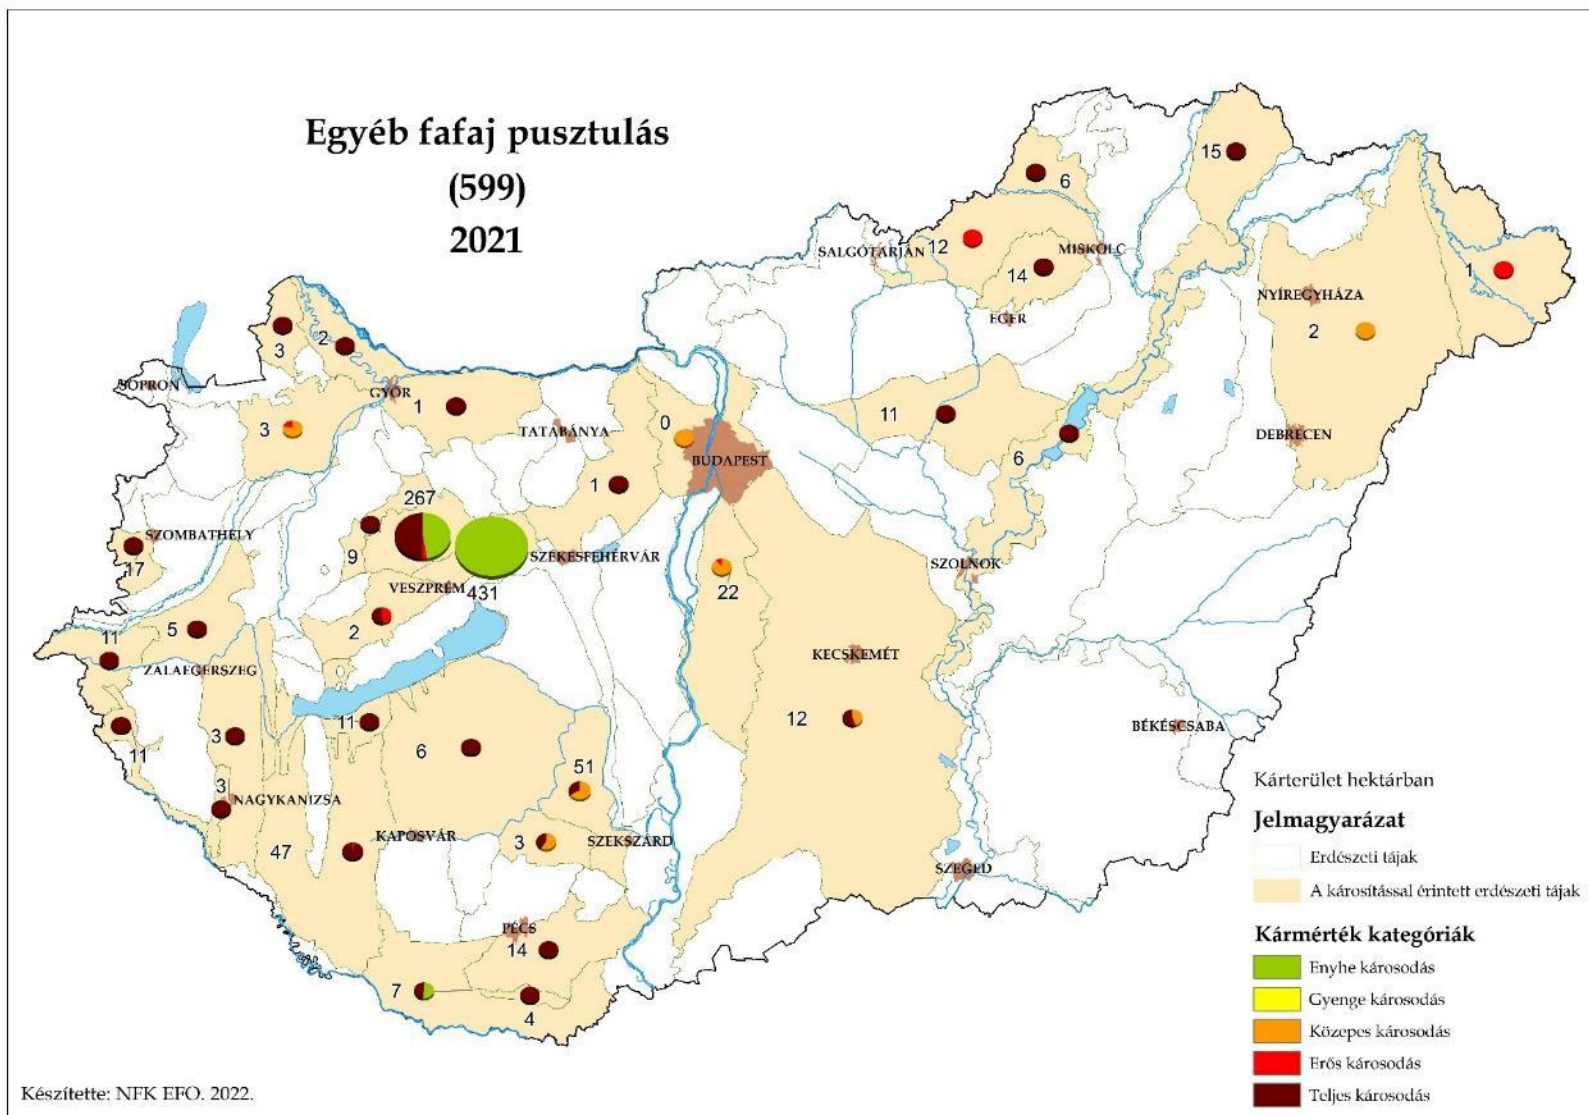 Egyéb fafaj pusztulás
(599)
2021
15
6
SALGÓTARJÁN
12
MISKOLC
14
1
NYÍREGYHÁZA
EGER
2
3
2
SOPRON
GYŐR
1
3
TATABÁNYA
0
11
DEBRECEN
BUDAPEST
6
1
267
SZOMBATHELY
9
SZÉKESFEHÉRVÁR
17
VESZPRÉM
431
22
SZOLNOK
5
2
11
ZALAEGERSZEG
KECSKEMÉT
11
3
11
6
12
BÉKÉSCSABA
51
3
NAGYKANIZSA
KAPOSVÁR
3
SZEKSZÁRD
47
SZEGED
PÉCS
14
7
4
Kárterület hektárban
Jelmagyarázat
Erdészeti tájak
A károsítással érintett erdészeti tájak
Kármérték kategóriák
Enyhe károsodás
Gyenge károsodás
Közepes károsodás
Erős károsodás
Teljes károsodás
Készítette: NFK EFO. 2022.